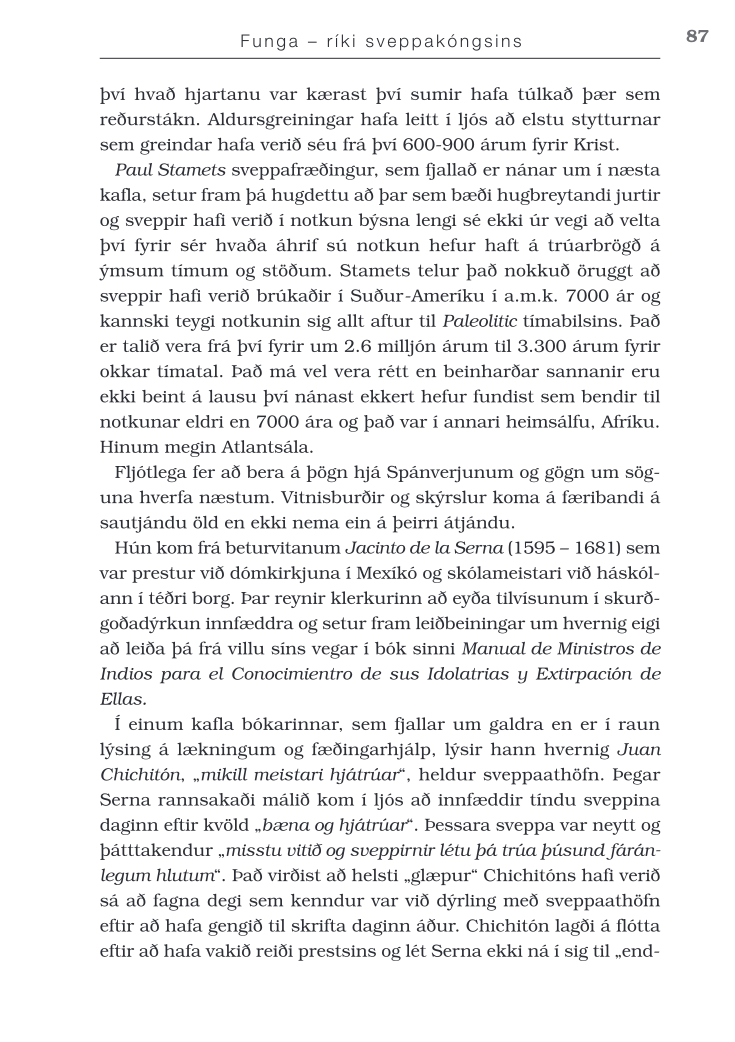 Funga – ríki sveppakóngsins
87
því hvað hjartanu var kærast því sumir hafa túlkað þær sem
reðurstákn. Aldursgreiningar hafa leitt í ljós að elstu stytturnar
sem greindar hafa verið séu frá því 600-900 árum fyrir Krist.
Paul Stamets sveppafræðingur, sem fjallað er nánar um í næsta
kafla, setur fram þá hugdettu að þar sem bæði hugbreytandi jurtir
og sveppir hafi verið í notkun býsna lengi sé ekki úr vegi að velta
því fyrir sér hvaða áhrif sú notkun hefur haft á trúarbrögð á
ýmsum tímum og stöðum. Stamets telur það nokkuð öruggt að
sveppir hafi verið brúkaðir í Suður-Ameríku í a.m.k. 7000 ár og
kannski teygi notkunin sig allt aftur til Paleolitic tímabilsins. Það
er talið vera frá því fyrir um 2.6 milljón árum til 3.300 árum fyrir
okkar tímatal. Það má vel vera rétt en beinharðar sannanir eru
ekki beint á lausu því nánast ekkert hefur fundist sem bendir til
notkunar eldri en 7000 ára og það var í annari heimsálfu, Afríku.
Hinum megin Atlantsála.
Fljótlega fer að bera á þögn hjá Spánverjunum og gögn um sög-
una hverfa næstum. Vitnisburðir og skýrslur koma á færibandi á
sautjándu öld en ekki nema ein á þeirri átjándu.
Hún kom frá beturvitanum Jacinto de la Serna (1595 – 1681) sem
var prestur við dómkirkjuna í Mexíkó og skólameistari við háskól-
ann í téðri borg. Þar reynir klerkurinn að eyða tilvísunum í skurð-
goðadýrkun innfæddra og setur fram leiðbeiningar um hvernig eigi
að leiða þá frá villu síns vegar í bók sinni Manual de Ministros de
Indios para el Conocimientro de sus Idolatrias y Extirpación de
Ellas.
Í einum kafla bókarinnar, sem fjallar um galdra en er í raun
lýsing á lækningum og fæðingarhjálp, lýsir hann hvernig Juan
Chichitón, „mikill meistari hjátrúar“, heldur sveppaathöfn. Þegar
Serna rannsakaði málið kom í ljós að innfæddir tíndu sveppina
daginn eftir kvöld „bæna og hjátrúar“. Þessara sveppa var neytt og
þátttakendur „misstu vitið og sveppirnir létu þá trúa þúsund fárán-
legum hlutum“. Það virðist að helsti „glæpur“ Chichitóns hafi verið
sá að fagna degi sem kenndur var við dýrling með sveppaathöfn
eftir að hafa gengið til skrifta daginn áður. Chichitón lagði á flótta
eftir að hafa vakið reiði prestsins og lét Serna ekki ná í sig til „end-